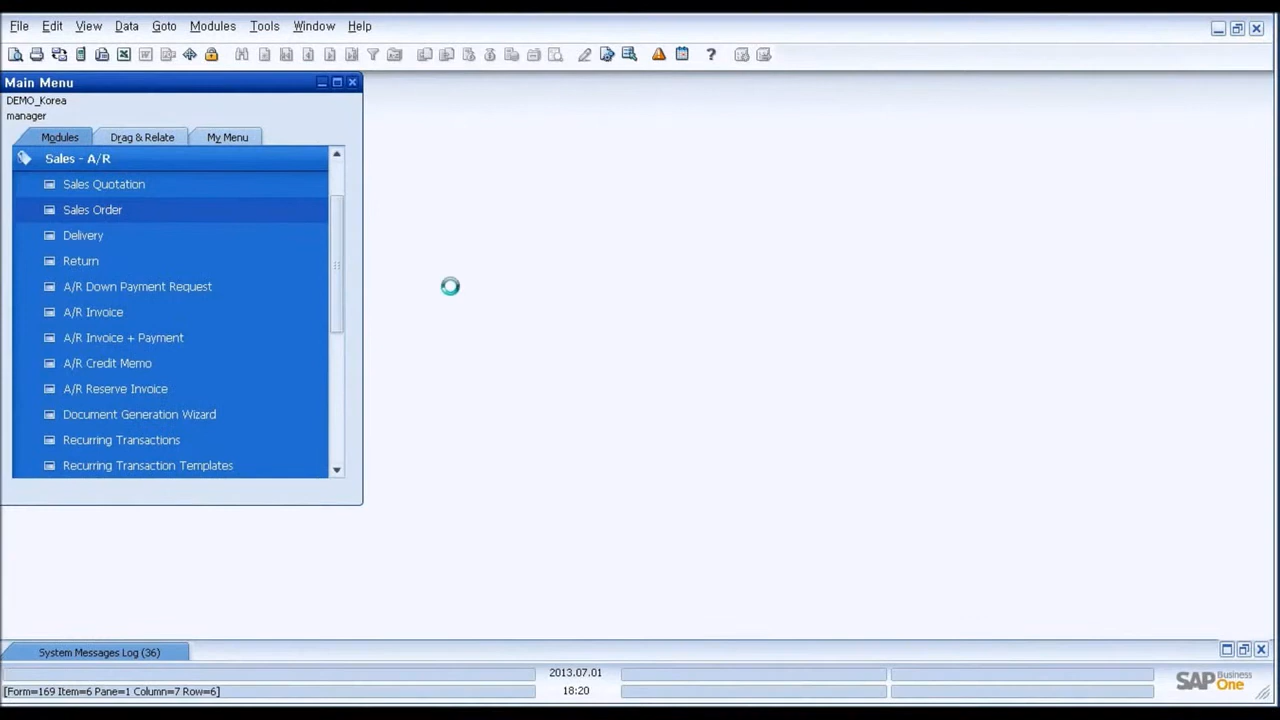 File Edit View Data Goto Modules Tools Window Help
Main Menu
DEMO_Korea
manager
Modules Drag & Relate My Menu
Sales - A/R
Sales Quotation
Sales Order
Delivery
Return
A/R Down Payment Request
A/R Invoice
A/R Invoice + Payment
A/R Credit Memo
A/R Reserve Invoice
Document Generation Wizard
Recurring Transactions
Recurring Transaction Templates
System Messages Log (36)
2013.07.01
[Form=169 Item=6 Pane=1 Column=7 Row=6] 18:20
SAP Business One